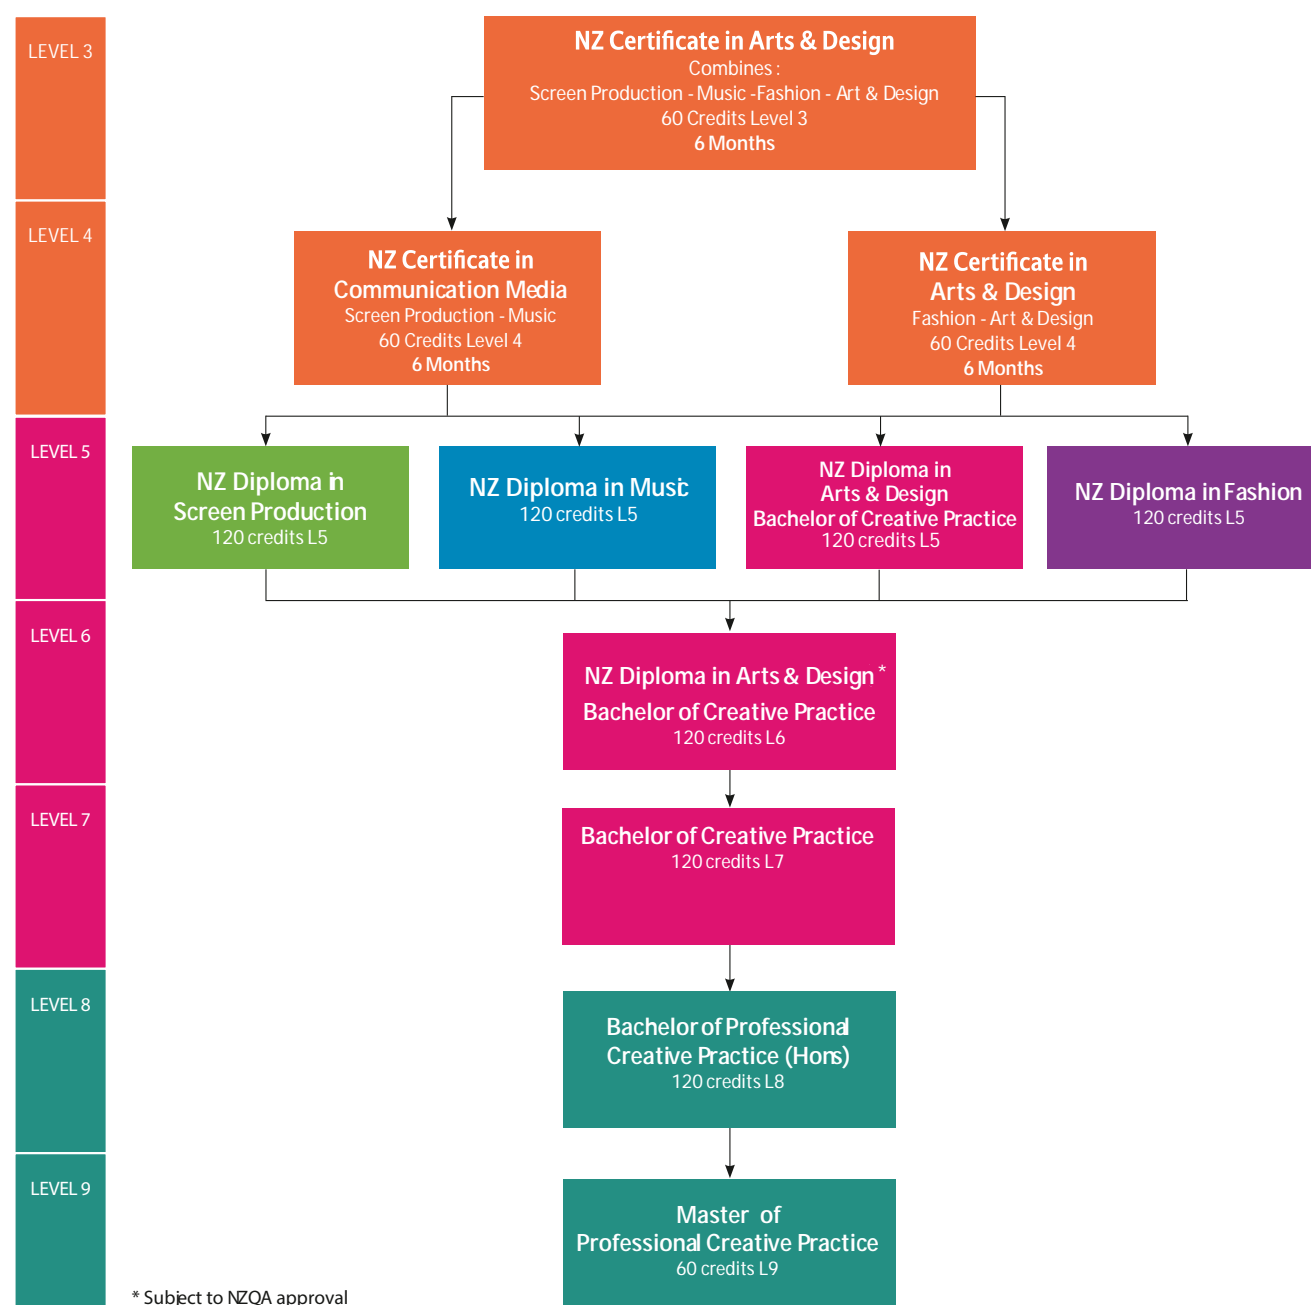 LEVEL 3
NZ Certificate in Arts & Design
Combines :
Screen Production - Music -Fashion - Art & Design
60 Credits Level 3
6 Months
LEVEL 4
NZ Certificate in
Communication Media
Screen Production - Music
60 Credits Level 4
6 Months
NZ Certificate in
Arts & Design
Fashion - Art & Design
60 Credits Level 4
6 Months
LEVEL 5
NZ Diploma in
Screen Production
120 credits L5
NZ Diploma in Music
120 credits L5
NZ Diploma in
Arts & Design
Bachelor of Creative Practice
120 credits L5
NZ Diploma in Fashion
120 credits L5
LEVEL 6
NZ Diploma in Arts & Design *
Bachelor of Creative Practice
120 credits L6
LEVEL 7
Bachelor of Creative Practice
120 credits L7
LEVEL 8
Bachelor of Professional
Creative Practice (Hons)
120 credits L8
LEVEL 9
Master of
Professional Creative Practice
60 credits L9
* Subject to NZQA approval